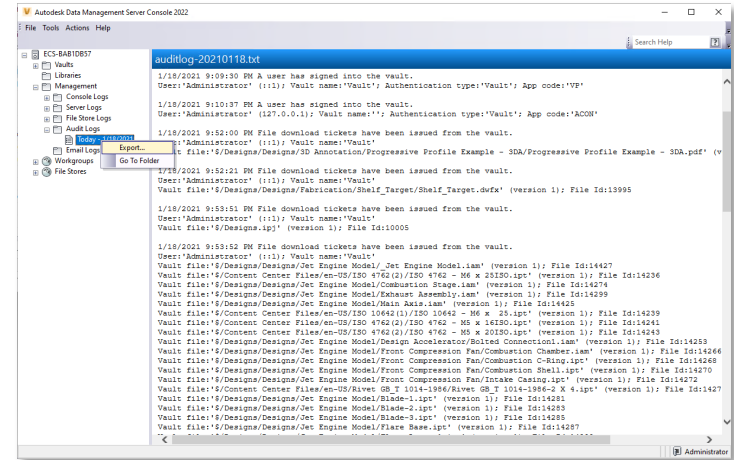 Autodesk Data Management Server Console 2022
File Tools Actions Help
Search Help
ECS-BAB1DB57
Vaults
Libraries
Management
Console Logs
Server Logs
File Store Logs
Audit Logs
Today - 1/18/2021
Email Logs
Workgroups
File Stores
Export...
Go To Folder
auditlog-20210118.txt
1/18/2021 9:09:30 PM A user has signed into the vault.
User:'Administrator' (::1); Vault name:'Vault'; Authentication type:'Vault'; App code:'VP'
1/18/2021 9:10:37 PM A user has signed into the vault.
User:'Administrator' (127.0.0.1); Vault name:''; Authentication type:'Vault'; App code:'ACON'
1/18/2021 9:52:00 PM File download tickets have been issued from the vault.
:'Administrator' (::1); Vault name:'Vault'
t file:'$/Designs/Designs/3D Annotation/Progressive Profile Example - 3DA/Progressive Profile Example - 3DA.pdf' (v
1/18/2021 9:52:21 PM File download tickets have been issued from the vault.
User:'Administrator' (::1); Vault name:'Vault'
Vault file:'$/Designs/Designs/Fabrication/Shelf_Target/Shelf_Target.dwfx' (version 1); File Id:13995
1/18/2021 9:53:51 PM File download tickets have been issued from the vault.
User:'Administrator' (::1); Vault name:'Vault'
Vault file:'$/Designs.ipj' (version 1); File Id:10005
1/18/2021 9:53:52 PM File download tickets have been issued from the vault.
User:'Administrator' (::1); Vault name:'Vault'
Vault file:'$/Designs/Designs/Jet Engine Model/_Jet Engine Model.iam' (version 1); File Id:14427
Vault file:'$/Content Center Files/en-US/ISO 4762(2)/ISO 4762 - M6 x 25ISO.ipt' (version 1); File Id:14236
Vault file:'$/Designs/Designs/Jet Engine Model/Combustion Stage.iam' (version 1); File Id:14274
Vault file:'$/Designs/Designs/Jet Engine Model/Exhaust Assembly.iam' (version 1); File Id:14299
Vault file:'$/Designs/Designs/Jet Engine Model/Main Axis.iam' (version 1); File Id:14425
Vault file:'$/Content Center Files/en-US/ISO 10642(1)/ISO 10642 - M6 x  25.ipt' (version 1); File Id:14239
Vault file:'$/Content Center Files/en-US/ISO 4762(2)/ISO 4762 - M5 x 16ISO.ipt' (version 1); File Id:14241
Vault file:'$/Content Center Files/en-US/ISO 4762(2)/ISO 4762 - M5 x 20ISO.ipt' (version 1); File Id:14243
Vault file:'$/Designs/Designs/Jet Engine Model/Design Accelerator/Bolted Connection1.iam' (version 1); File Id:14253
Vault file:'$/Designs/Designs/Jet Engine Model/Front Compression Fan/Combustion Chamber.iam' (version 1); File Id:14266
Vault file:'$/Designs/Designs/Jet Engine Model/Front Compression Fan/Combustion C-Ring.ipt' (version 1); File Id:14268
Vault file:'$/Designs/Designs/Jet Engine Model/Front Compression Fan/Combustion Shell.ipt' (version 1); File Id:14270
Vault file:'$/Designs/Designs/Jet Engine Model/Front Compression Fan/Intake Casing.ipt' (version 1); File Id:14272
Vault file:'$/Content Center Files/en-US/Rivet GB_T 1014-1986/Rivet GB_T 1014-1986-2 X 4.ipt' (version 1); File Id:1427
Vault file:'$/Designs/Designs/Jet Engine Model/Blade-1.ipt' (version 1); File Id:14281
Vault file:'$/Designs/Designs/Jet Engine Model/Blade-2.ipt' (version 1); File Id:14283
Vault file:'$/Designs/Designs/Jet Engine Model/Blade-3.ipt' (version 1); File Id:14285
Vault file:'$/Designs/Designs/Jet Engine Model/Flare Base.ipt' (version 1); File Id:14287
Administrator